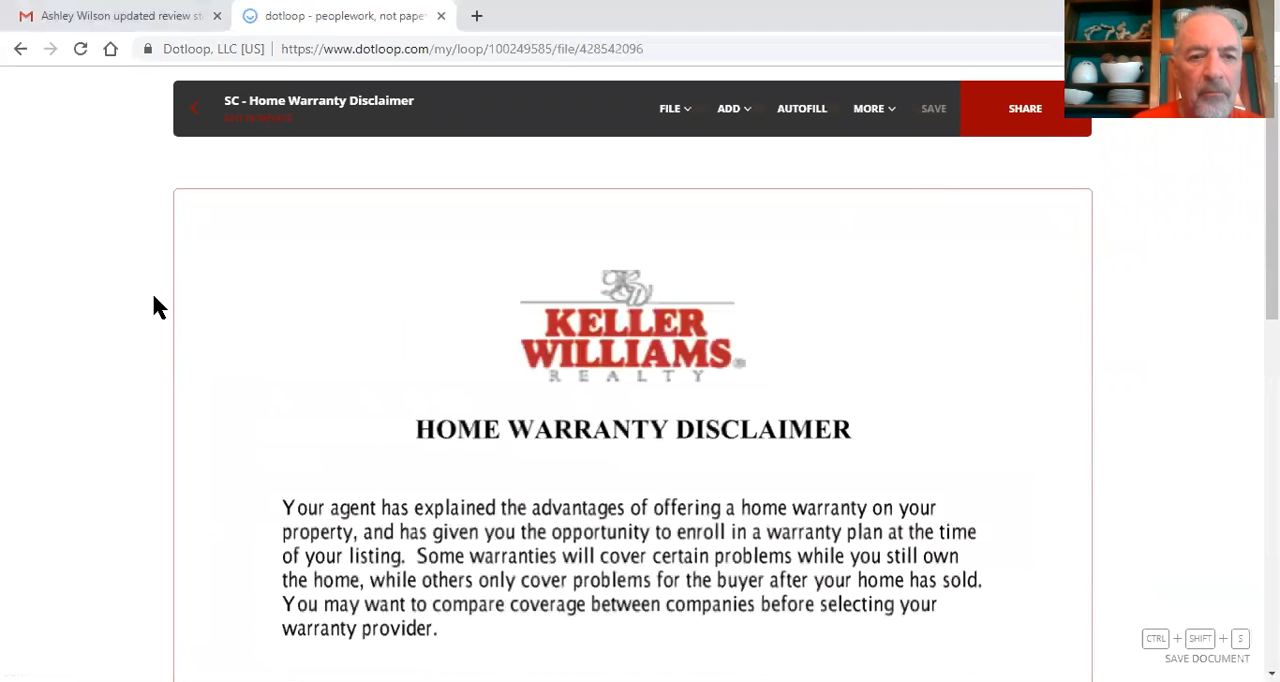 Ashley Wilson updated review st
dotloop - peoplework, not pape
Dotloop, LLC [US] https://www.dotloop.com/my/loop/100249585/file/428542096
SC - Home Warranty Disclaimer
FILE ADD AUTOFILL MORE SAVE SHARE
KELLER
WILLIAMS®
REALTY
HOME WARRANTY DISCLAIMER
Your agent has explained the advantages of offering a home warranty on your
property, and has given you the opportunity to enroll in a warranty plan at the time
of your listing. Some warranties will cover certain problems while you still own
the home, while others only cover problems for the buyer after your home has sold.
You may want to compare coverage between companies before selecting your
warranty provider.
CTRL + SHIFT + S
SAVE DOCUMENT